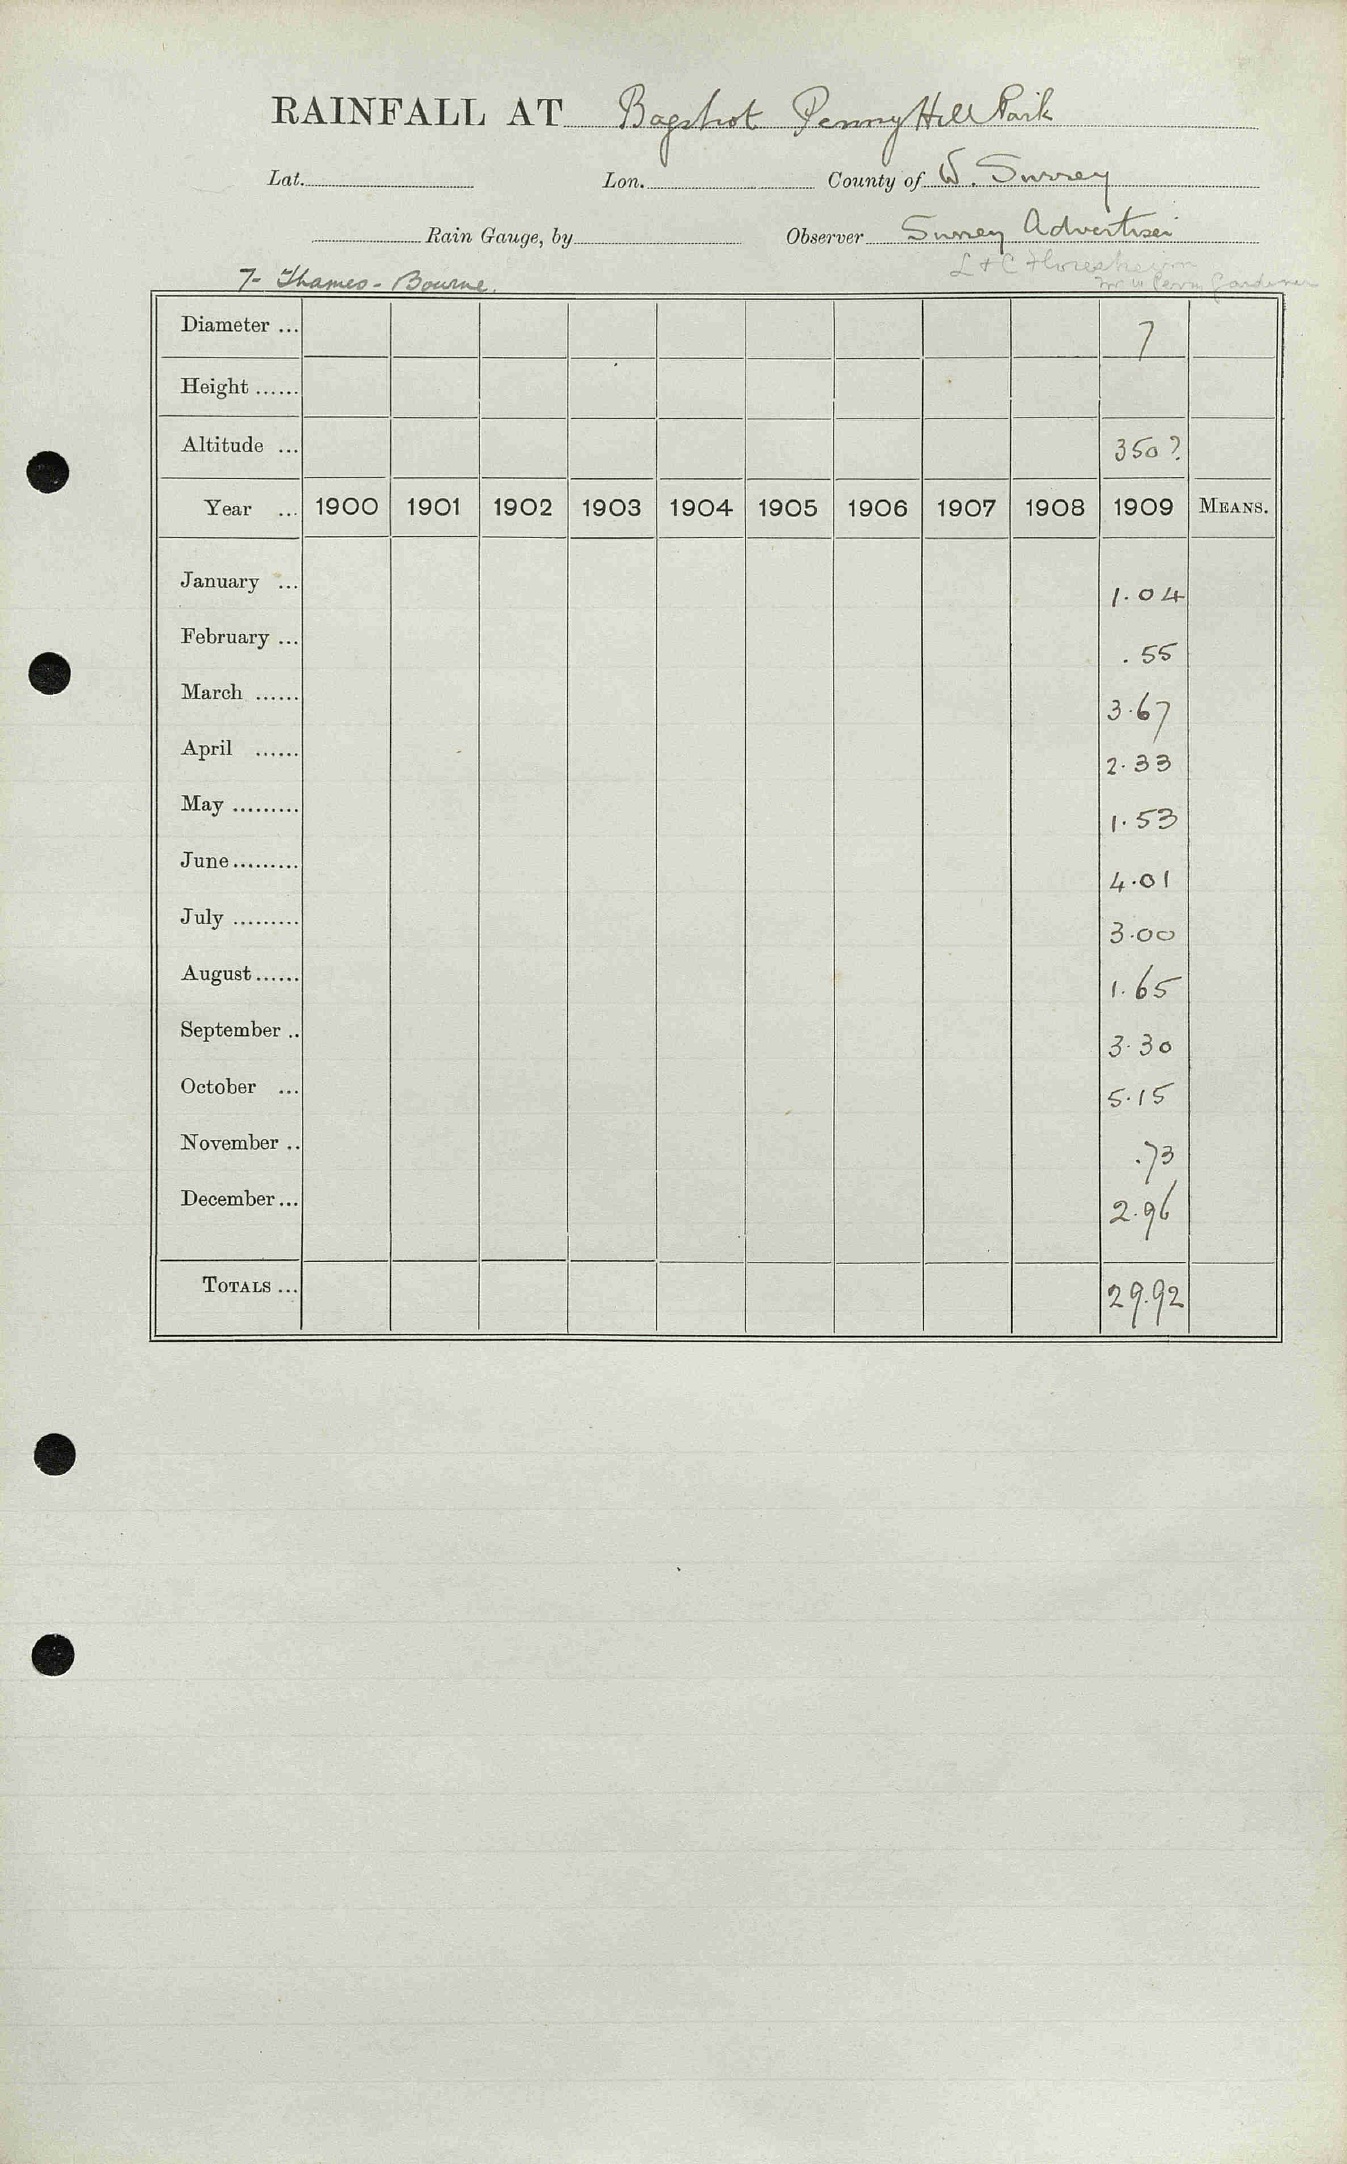 RAINFALL AT Bagshot Penny Hill Park
Lat. Lon. County of W. Surrey
Rain Gauge, by Observer Surrey Advertiser
L & C Floersheim
7- Thames - Bourne. Gardener
Diameter ... 7
Height ......
Altitude ... 350?
Year ... 1900 1901 1902 1903 1904 1905 1906 1907 1908 1909 MEANS.
January ... 1.04
February ... .55
March ...... 3.67
April ...... 2.33
May ......... 1.53
June ......... 4.01
July ......... 3.00
August ...... 1.65
September .. 3.30
October ... 5.15
November .. .73
December ... 2.96
TOTALS ... 29.92